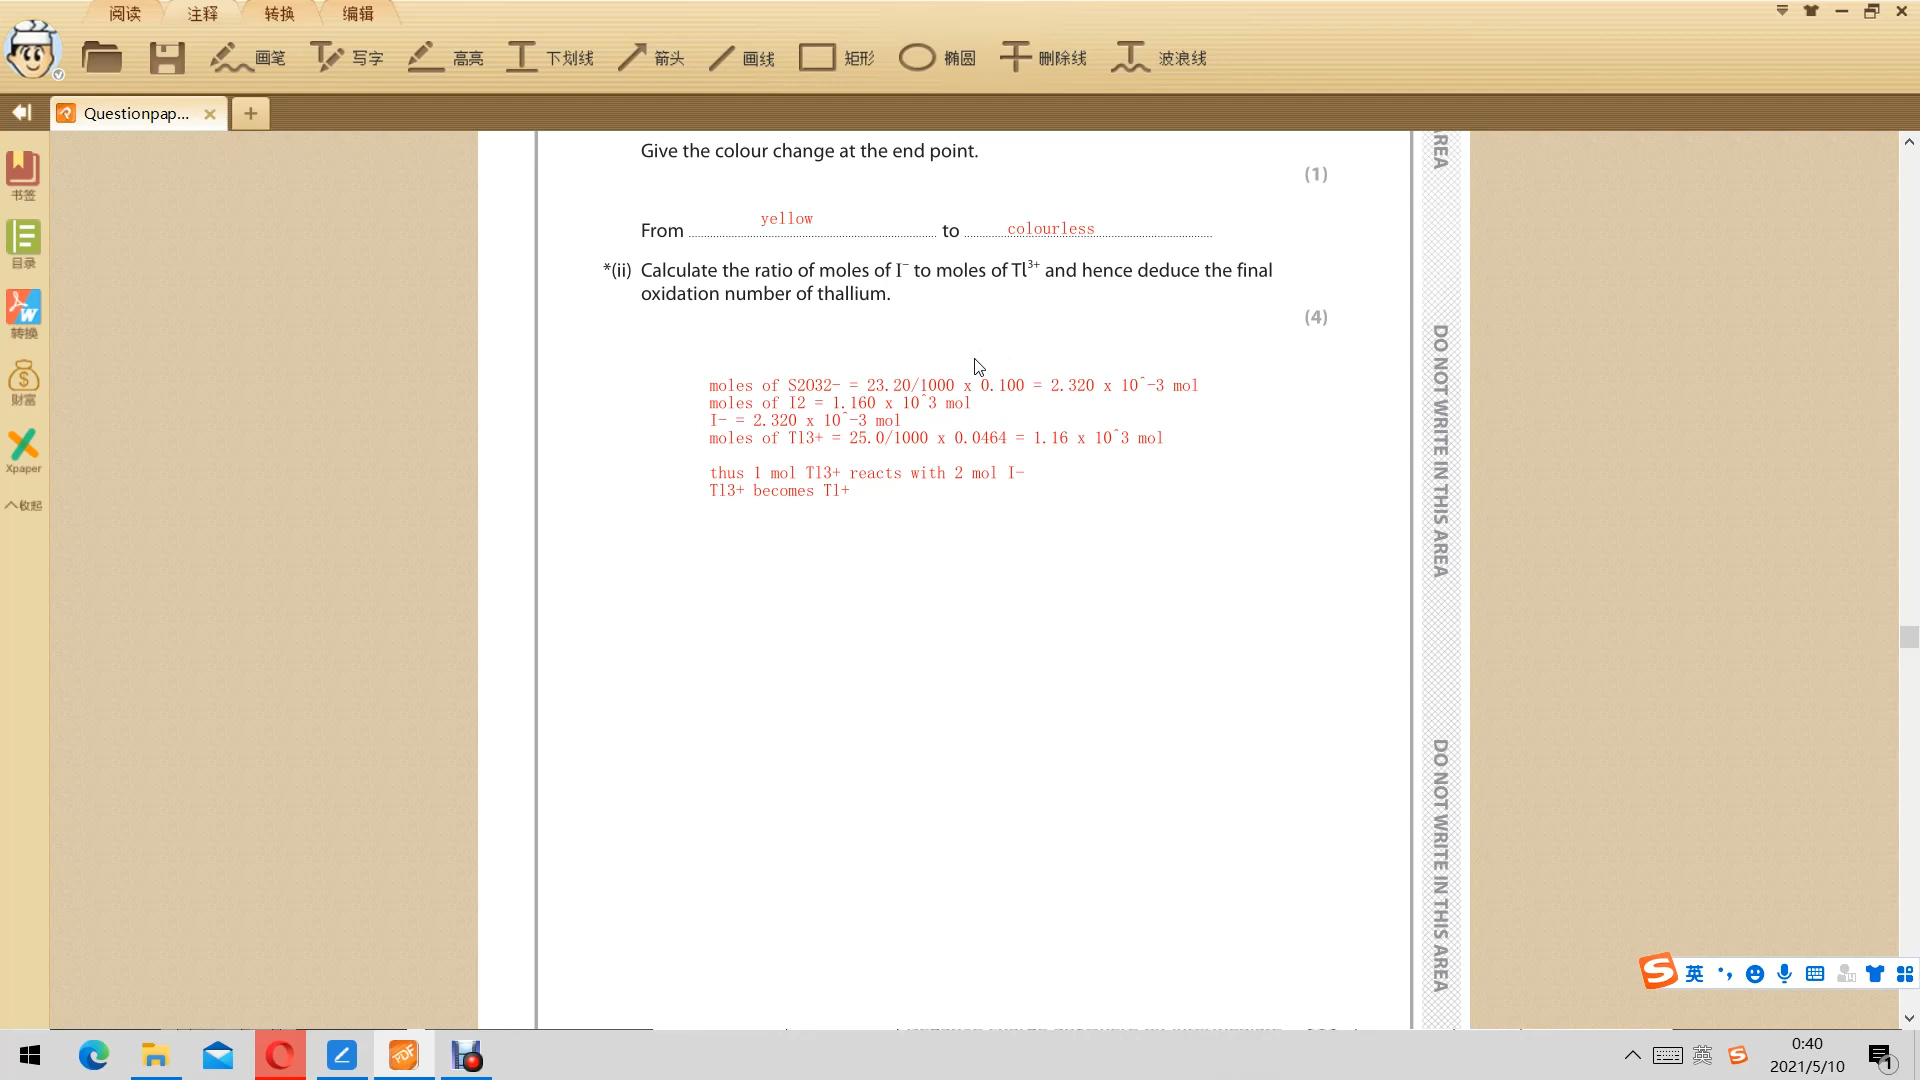 阅读 注释 转换 编辑
画笔 写字 高亮 下划线 箭头 画线 矩形 椭圆 删除线 波浪线
Questionpap...
书签
目录
转换
财富
Xpaper
收起
Give the colour change at the end point.
(1)
From yellow to colourless
*(ii) Calculate the ratio of moles of I⁻ to moles of Tl³⁺ and hence deduce the final
oxidation number of thallium.
(4)
moles of S2O32- = 23.20/1000 x 0.100 = 2.320 x 10^-3 mol
moles of I2 = 1.160 x 10^3 mol
I- = 2.320 x 10^-3 mol
moles of Tl3+ = 25.0/1000 x 0.0464 = 1.16 x 10^3 mol
thus 1 mol Tl3+ reacts with 2 mol I-
Tl3+ becomes Tl+
AREA
DO NOT WRITE IN THIS AREA
DO NOT WRITE IN THIS AREA
英
PDF
英
0:40
2021/5/10
1